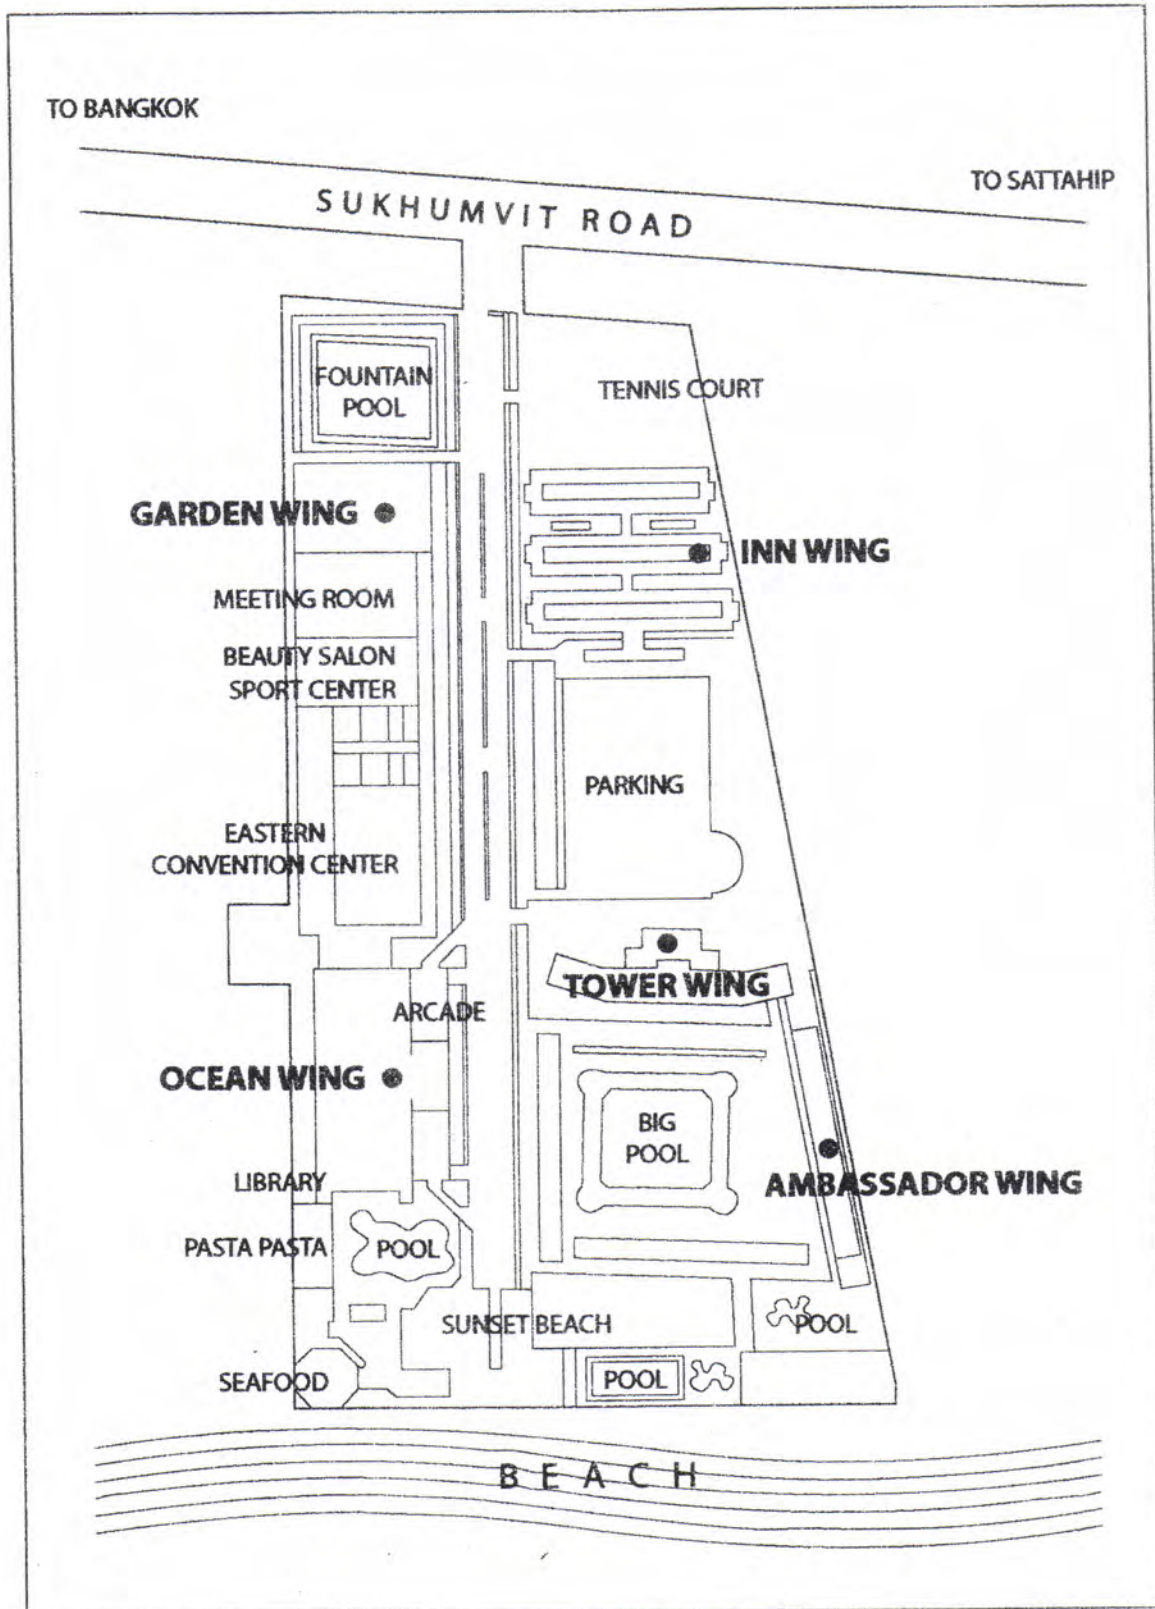 TO BANGKOK
TO SATTAHIP
SUKHUMVIT ROAD
FOUNTAIN
POOL
TENNIS COURT
GARDEN WING
INN WING
MEETING ROOM
BEAUTY SALON
SPORT CENTER
PARKING
EASTERN
CONVENTION CENTER
TOWER WING
ARCADE
OCEAN WING
BIG
POOL
AMBASSADOR WING
LIBRARY
PASTA PASTA
POOL
SUNSET BEACH
POOL
SEAFOOD
POOL
BEACH